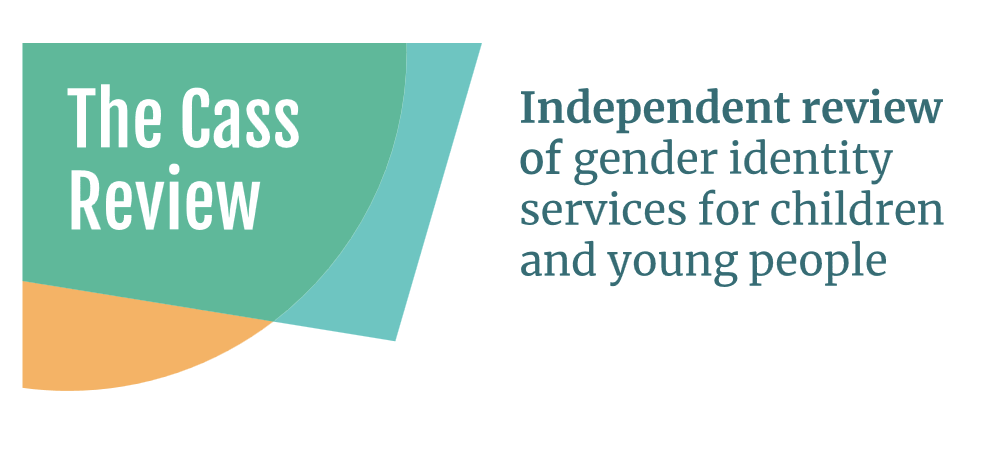 The Cass
Review
Independent review
of gender identity
services for children
and young people